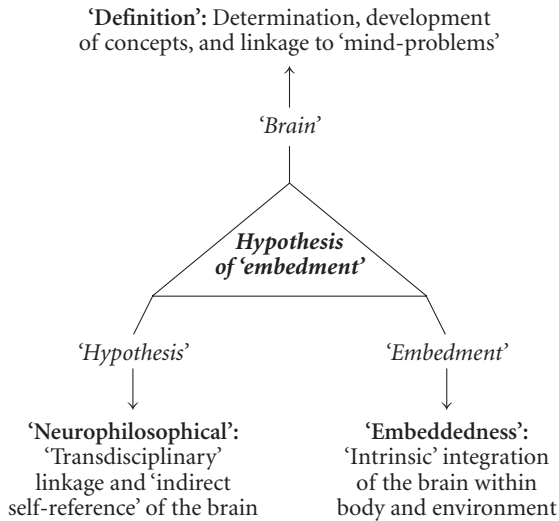 ‘Definition’: Determination, development
of concepts, and linkage to ‘mind-problems’
‘Brain’
Hypothesis
of ‘embedment’
‘Hypothesis’
‘Embedment’
‘Neurophilosophical’:
‘Transdisciplinary’
linkage and ‘indirect
self-reference’ of the brain
‘Embeddedness’:
‘Intrinsic’ integration
of the brain within
body and environment